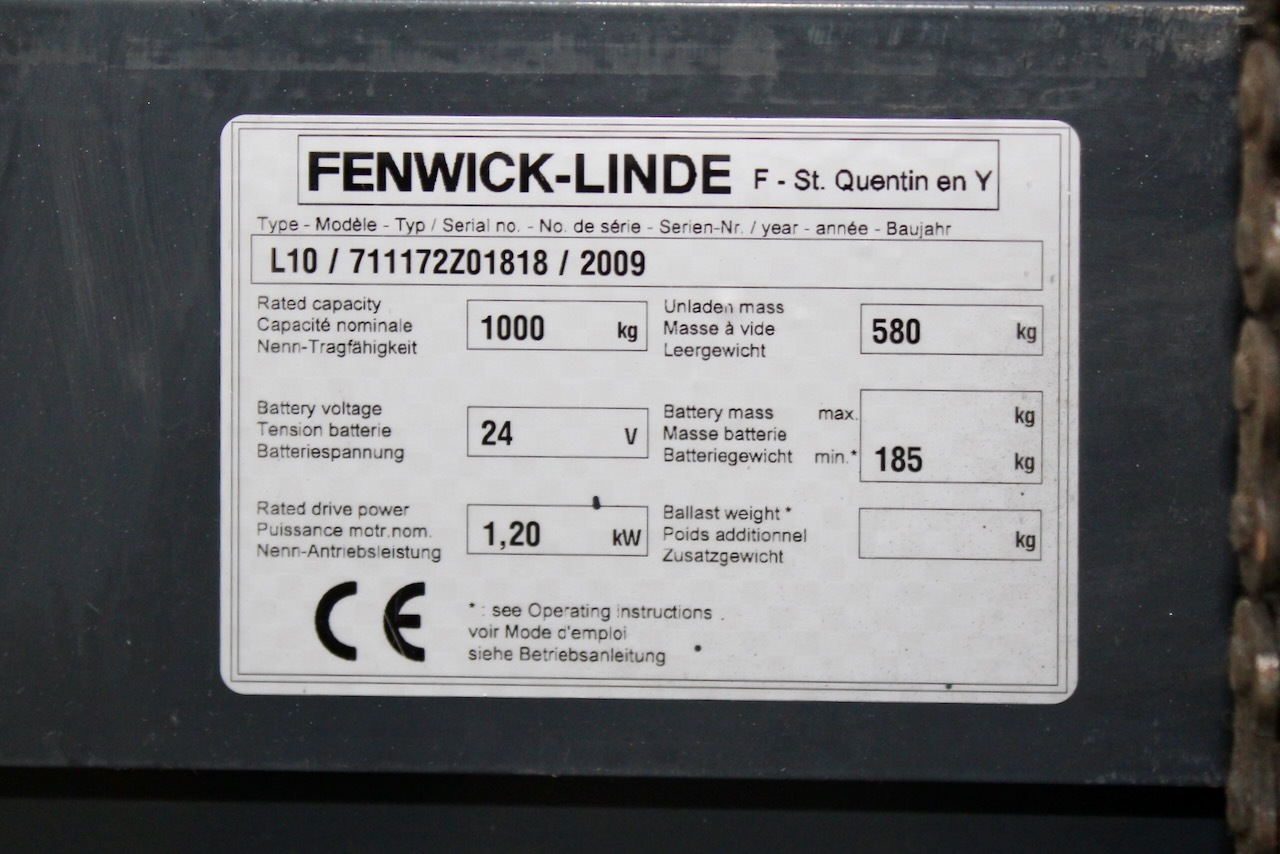 FENWICK-LINDE F - St. Quentin en Y
Type - Modèle - Typ / Serial no. - No. de série - Serien-Nr. / year - année - Baujahr
L10 / 711172Z01818 / 2009
Rated capacity
Capacité nominale
Nenn-Tragfähigkeit
1000 kg
Unladen mass
Masse à vide
Leergewicht
580 kg
Battery voltage
Tension batterie
Batteriespannung
24 V
Battery mass max. kg
Masse batterie
Batteriegewicht min.* 185 kg
Rated drive power
Puissance motr.nom.
Nenn-Antriebsleistung
1,20 kW
Ballast weight *
Poids additionnel
Zusatzgewicht
kg
CE
* : see Operating instructions
voir Mode d'emploi
siehe Betriebsanleitung